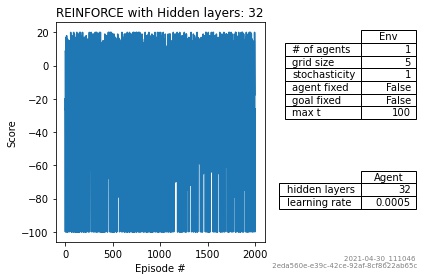 REINFORCE with Hidden layers: 32
Score
20
0
−20
−40
−60
−80
−100
0 500 1000 1500 2000
Episode #
Env
# of agents 1
grid size 5
stochasticity 1
agent fixed False
goal fixed False
max t 100
Agent
hidden layers 32
learning rate 0.0005
2021-04-30_111046
2eda560e-e39c-42ce-92af-8cf8622ab65c